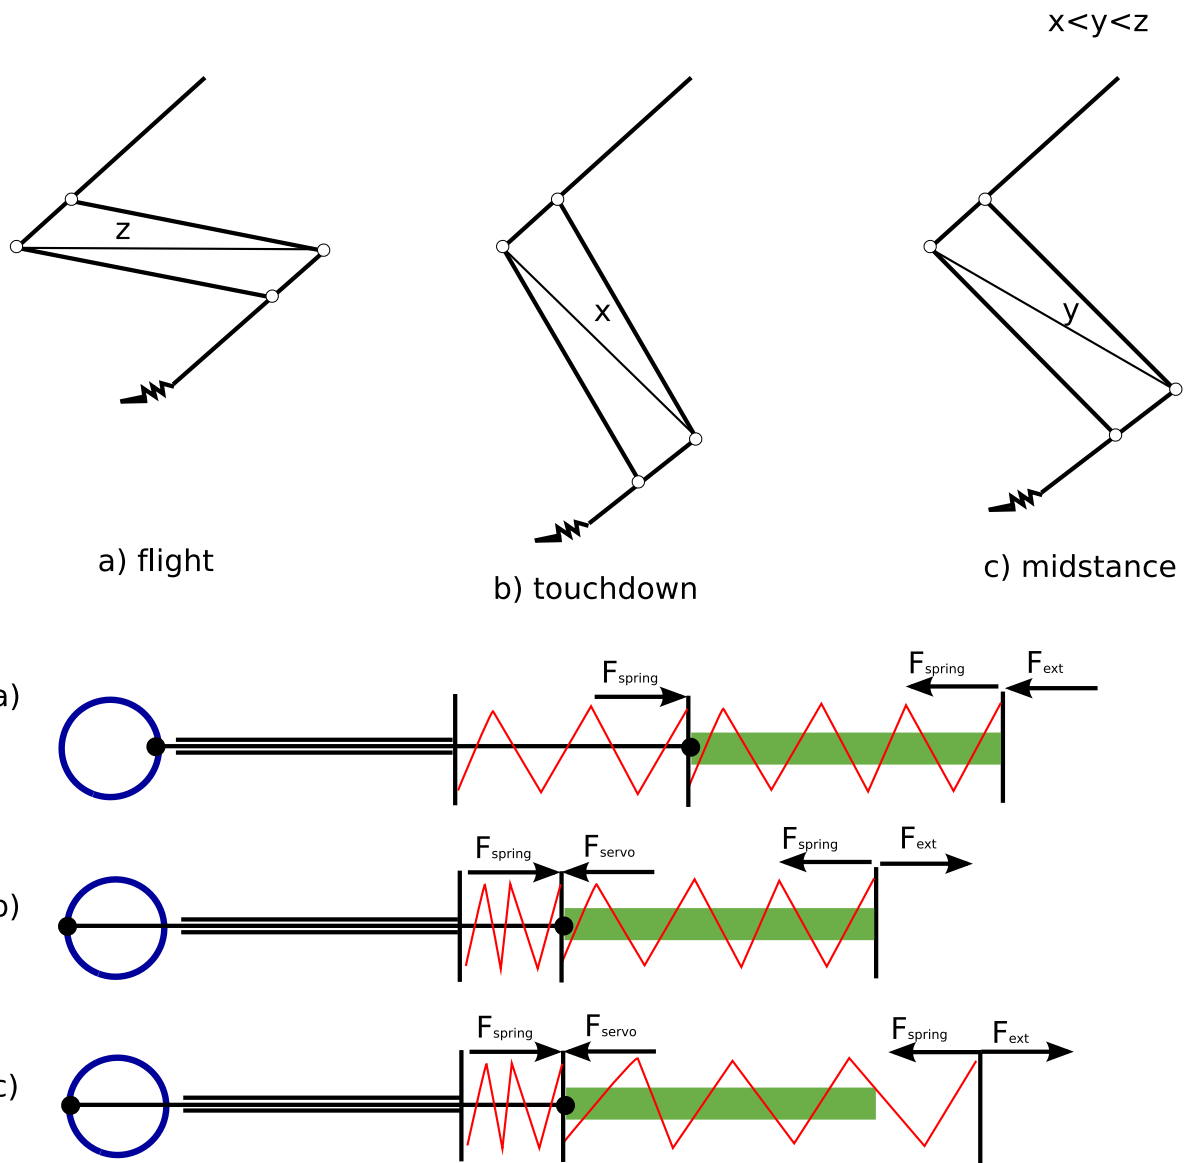 x<y<z
z
x
y
a) flight
b) touchdown
c) midstance
a)
Fspring
Fspring
Fext
b)
Fspring
Fservo
Fspring
Fext
c)
Fspring
Fservo
Fspring
Fext